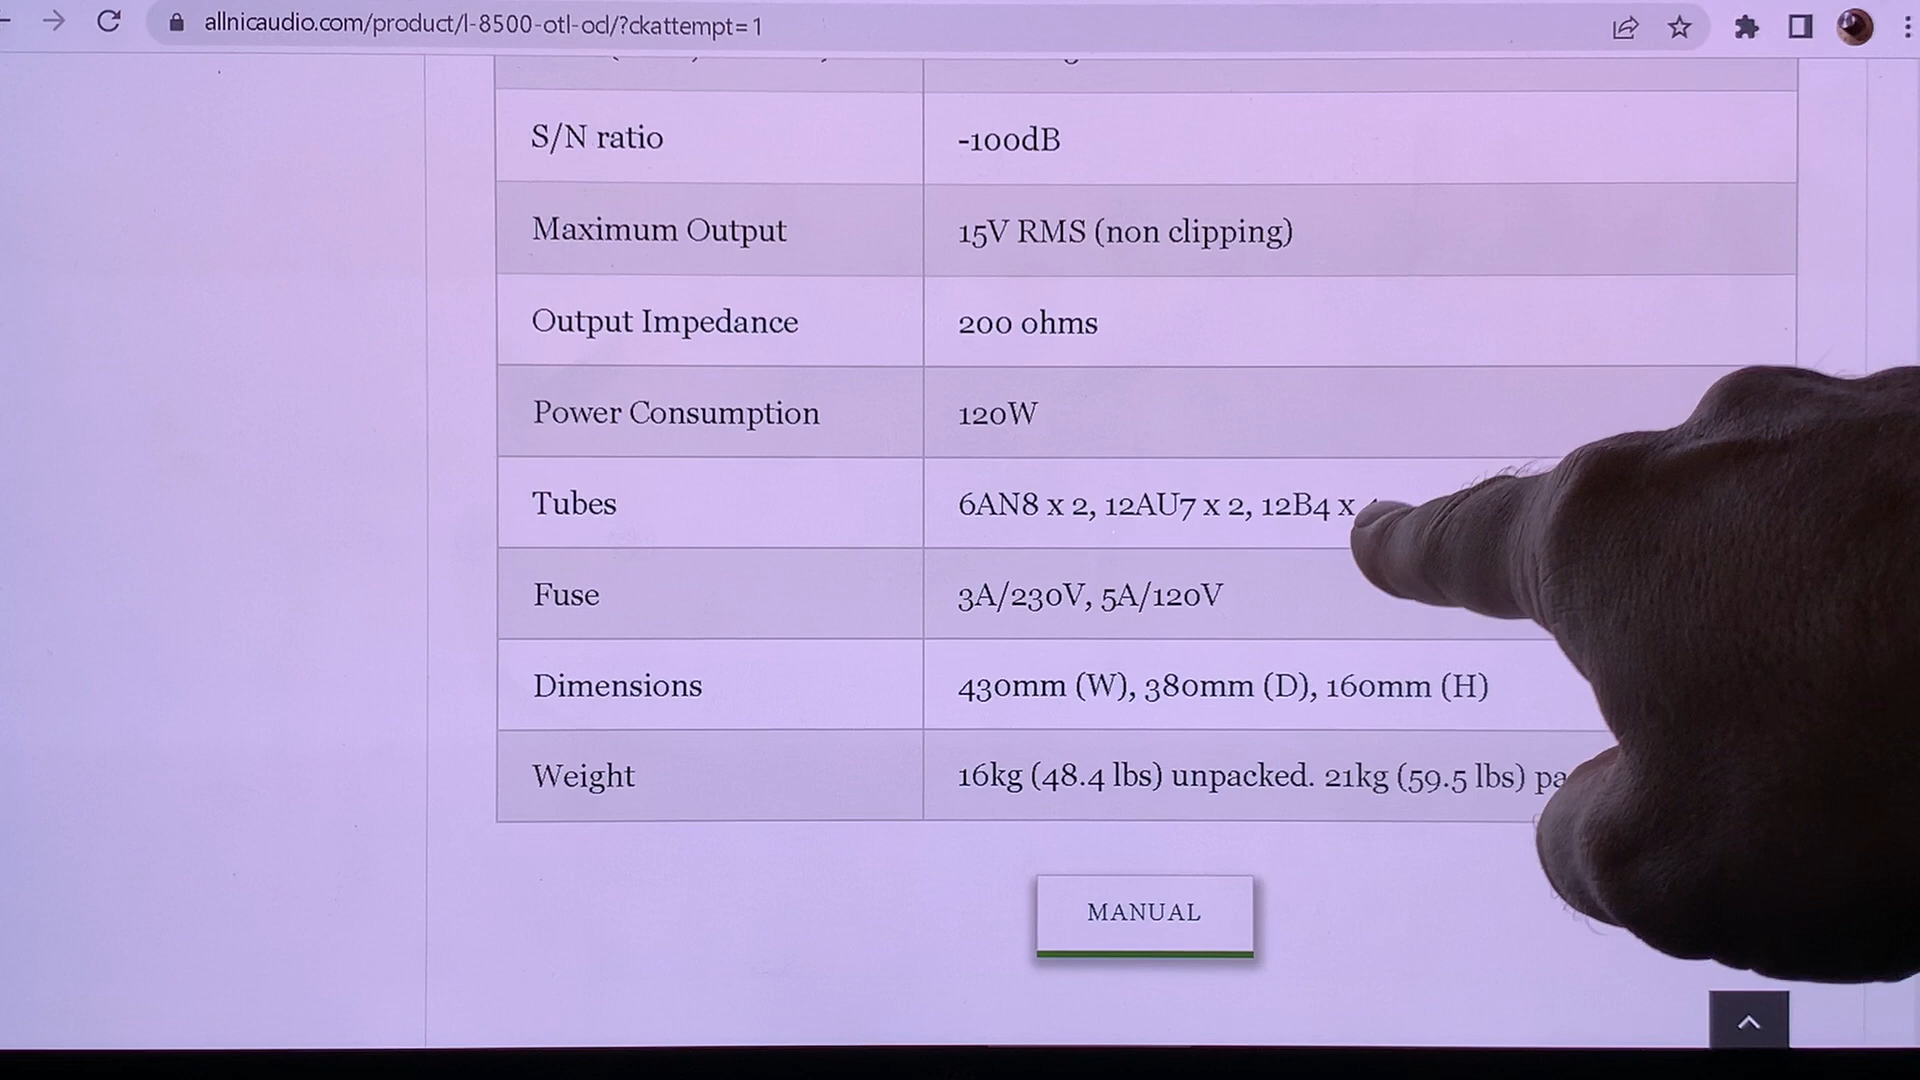 allnicaudio.com/product/l-8500-otl-ocl/?ckattempt=1
S/N ratio -100dB
Maximum Output 15V RMS (non clipping)
Output Impedance 200 ohms
Power Consumption 120W
Tubes 6AN8 x 2, 12AU7 x 2, 12B4 x
Fuse 3A/230V, 5A/120V
Dimensions 430mm (W), 380mm (D), 160mm (H)
Weight 16kg (48.4 lbs) unpacked. 21kg (59.5 lbs) pa
MANUAL